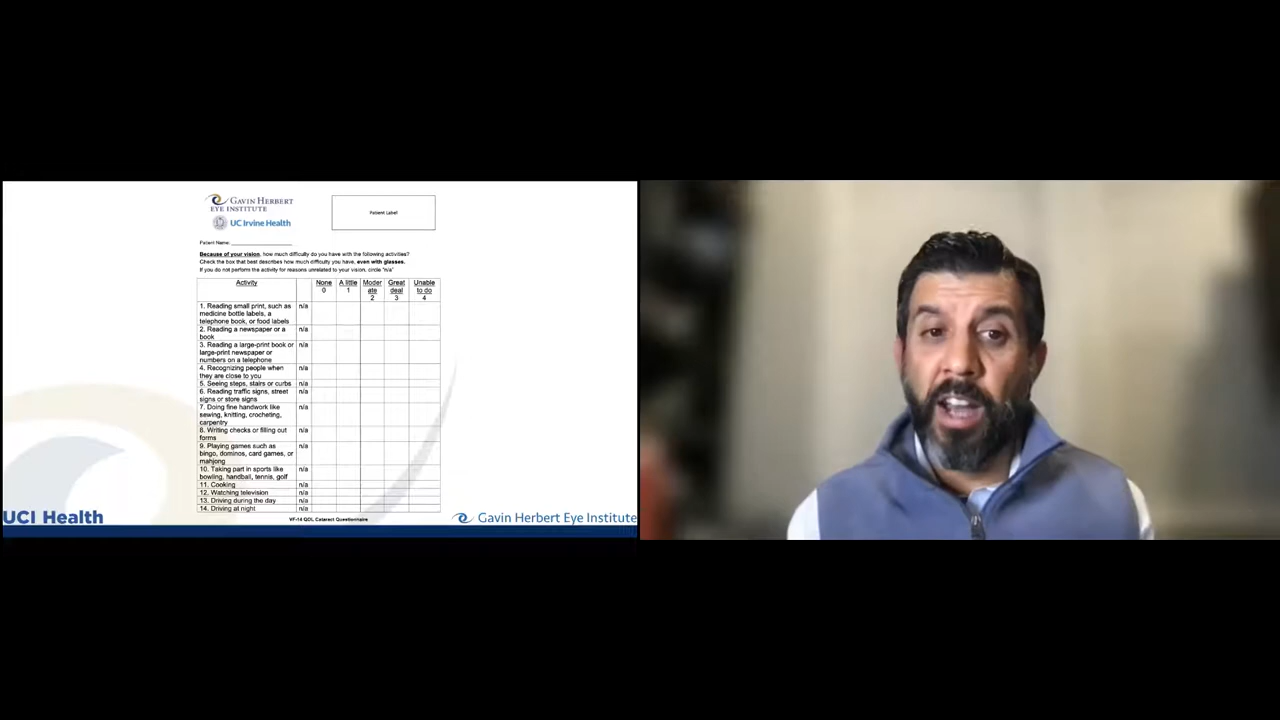 GAVIN HERBERT
EYE INSTITUTE
UC Irvine Health
Patient Label
Patient Name: ____________________
Because of your vision, how much difficulty do you have with the following activities?
Check the box that best describes how much difficulty you have, even with glasses.
If you do not perform the activity for reasons unrelated to your vision, circle "n/a"
Activity None A little Moder Great Unable
0 1 ate deal to do
2 3 4
1. Reading small print, such as n/a
medicine bottle labels, a
telephone book, or food labels
2. Reading a newspaper or a n/a
book
3. Reading a large-print book or n/a
large-print newspaper or
numbers on a telephone
4. Recognizing people when n/a
they are close to you
5. Seeing steps, stairs or curbs n/a
6. Reading traffic signs, street n/a
signs or store signs
7. Doing fine handwork like n/a
sewing, knitting, crocheting,
carpentry
8. Writing checks or filling out n/a
forms
9. Playing games such as n/a
bingo, dominos, card games, or
mahjong
10. Taking part in sports like n/a
bowling, handball, tennis, golf
11. Cooking n/a
12. Watching television n/a
13. Driving during the day n/a
14. Driving at night n/a
VF-14 QOL Cataract Questionnaire
UCI Health
Gavin Herbert Eye Institute